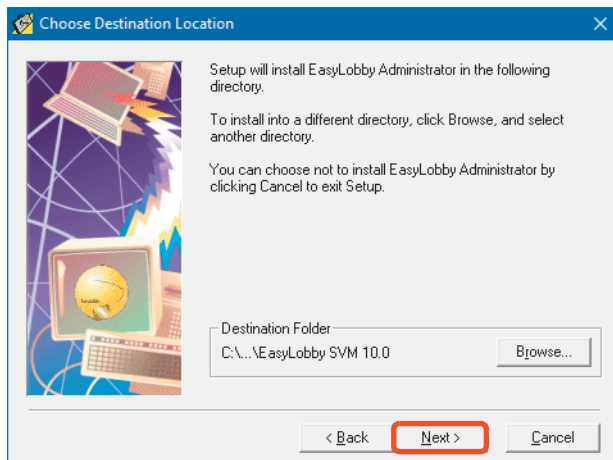 Choose Destination Location
Setup will install EasyLobby Administrator in the following
directory.
To install into a different directory, click Browse, and select
another directory.
You can choose not to install EasyLobby Administrator by
clicking Cancel to exit Setup.
EasyLobby
Destination Folder
C:\...\EasyLobby SVM 10.0
Browse...
< Back
Next >
Cancel